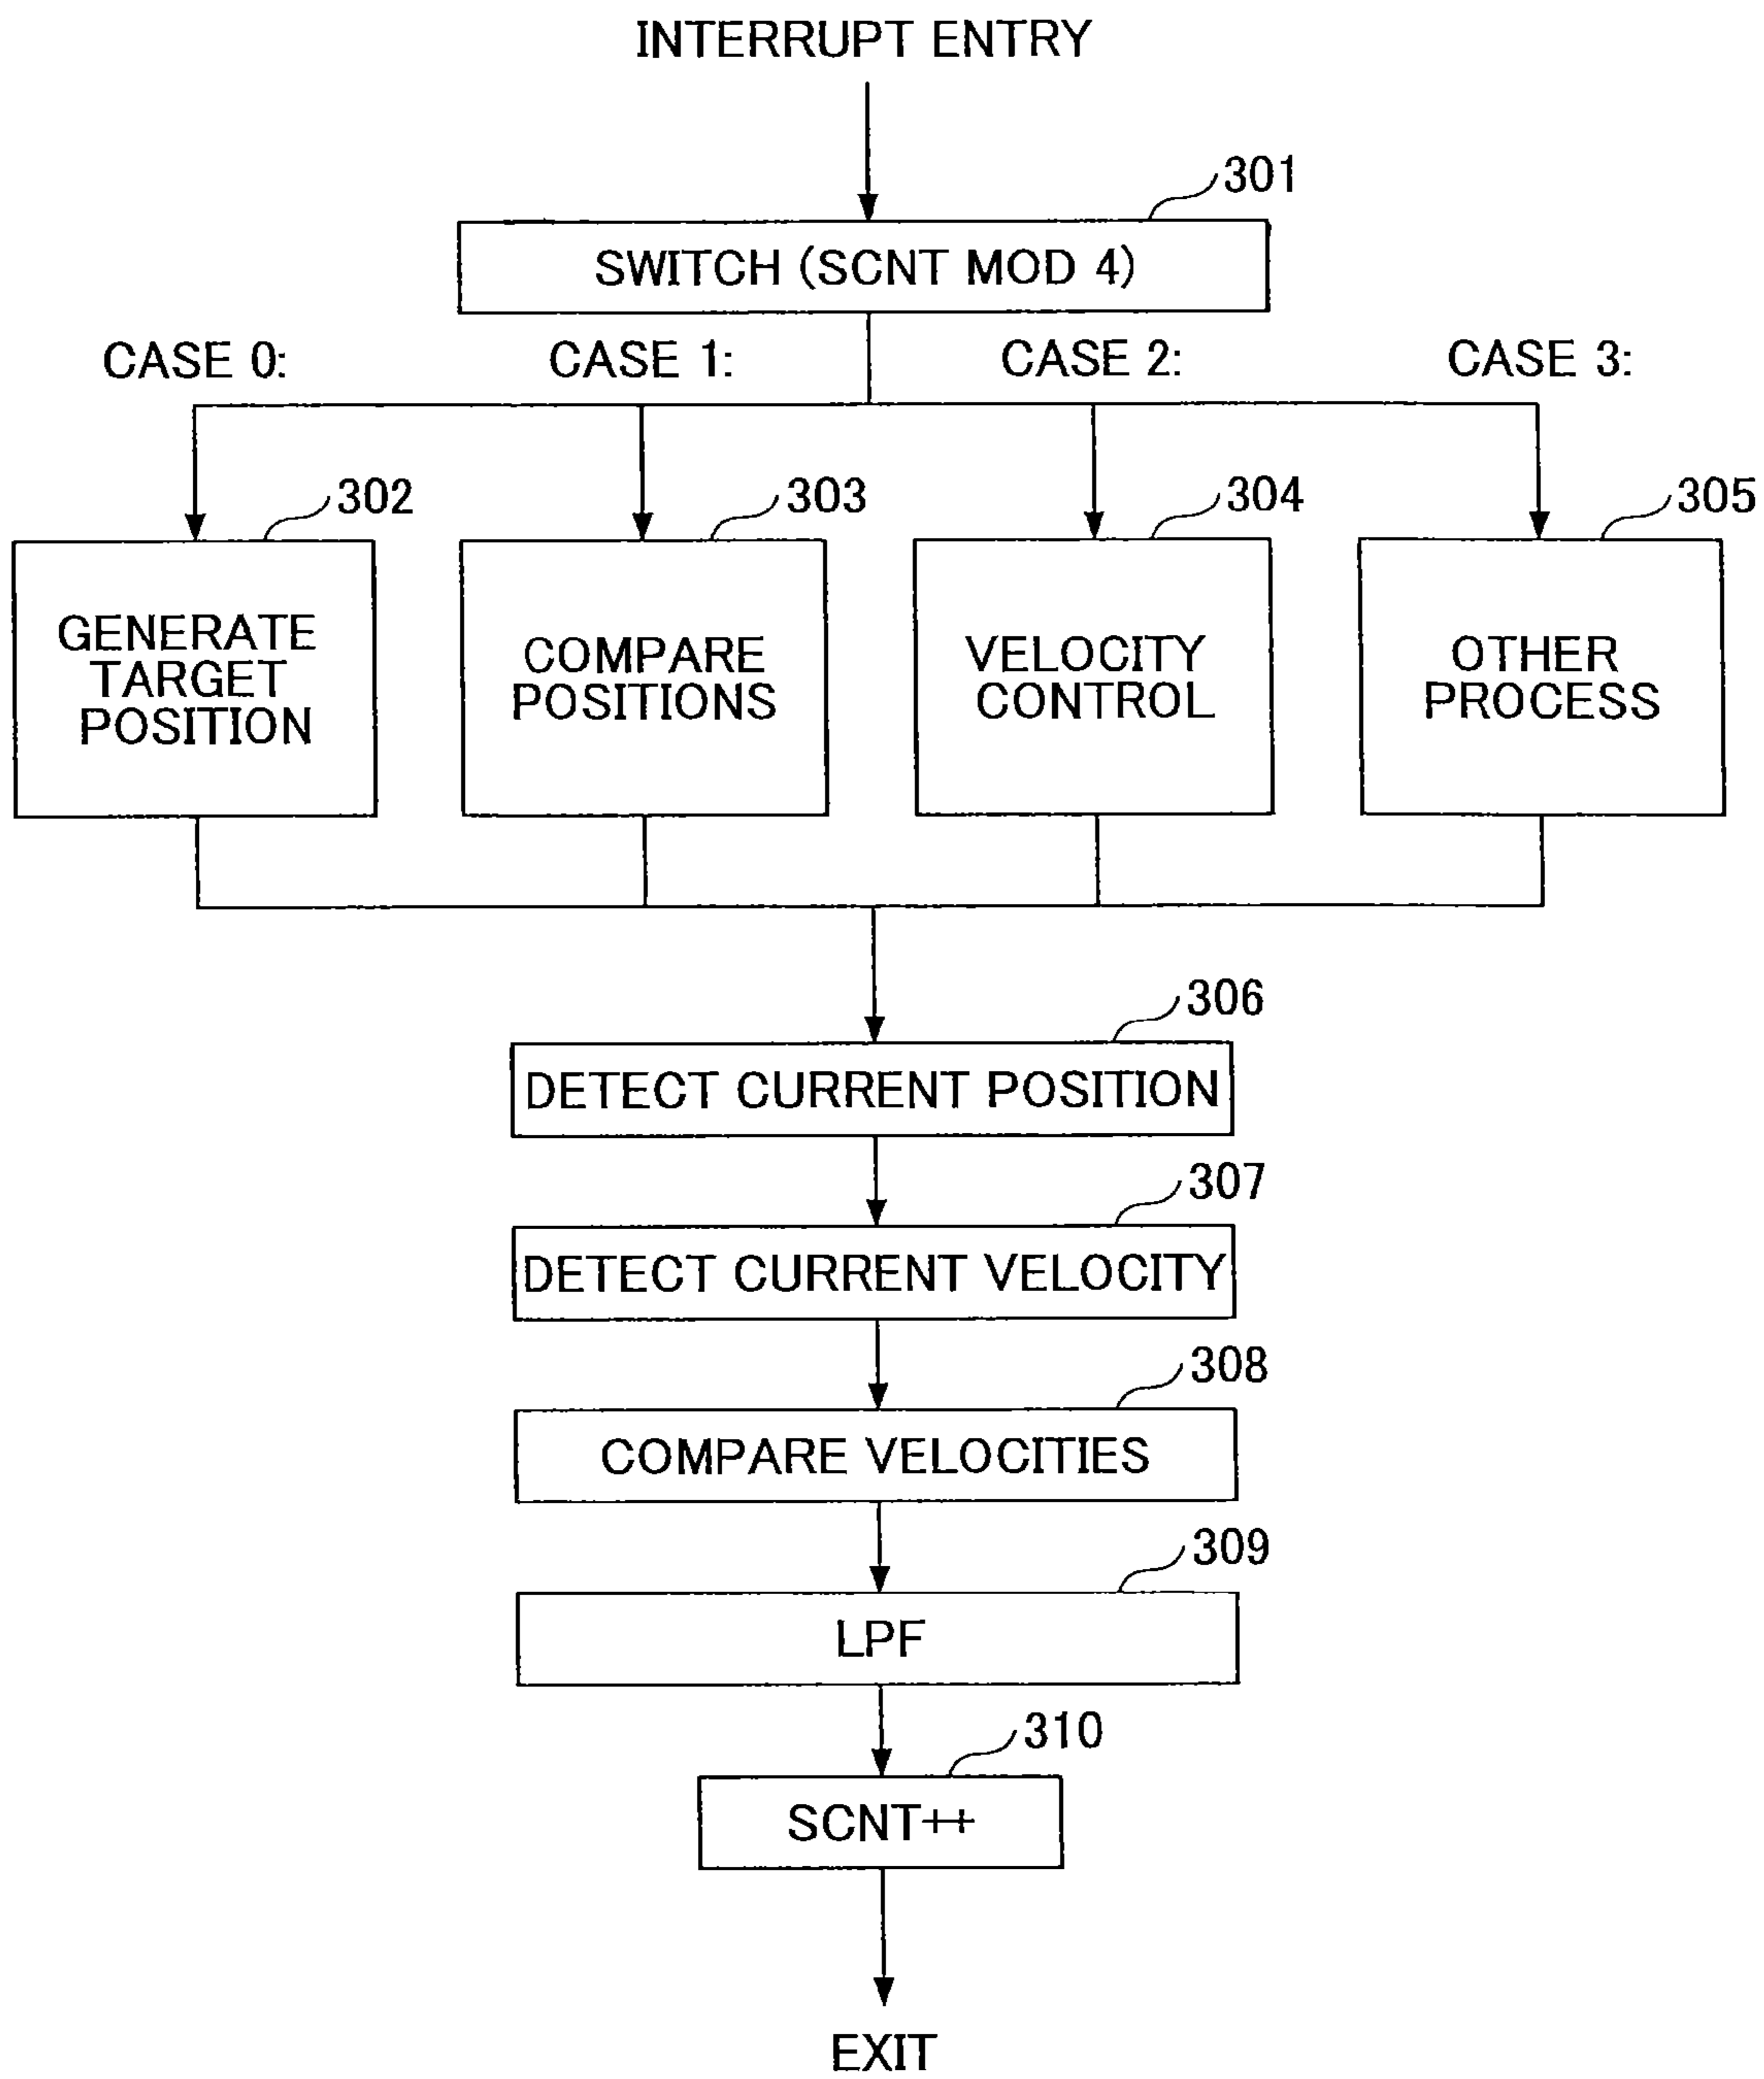 INTERRUPT ENTRY
301
SWITCH (SCNT MOD 4)
CASE 0:
CASE 1:
CASE 2:
CASE 3:
302
303
304
305
GENERATE
TARGET
POSITION
COMPARE
POSITIONS
VELOCITY
CONTROL
OTHER
PROCESS
306
DETECT CURRENT POSITION
307
DETECT CURRENT VELOCITY
308
COMPARE VELOCITIES
309
LPF
310
SCNT++
EXIT